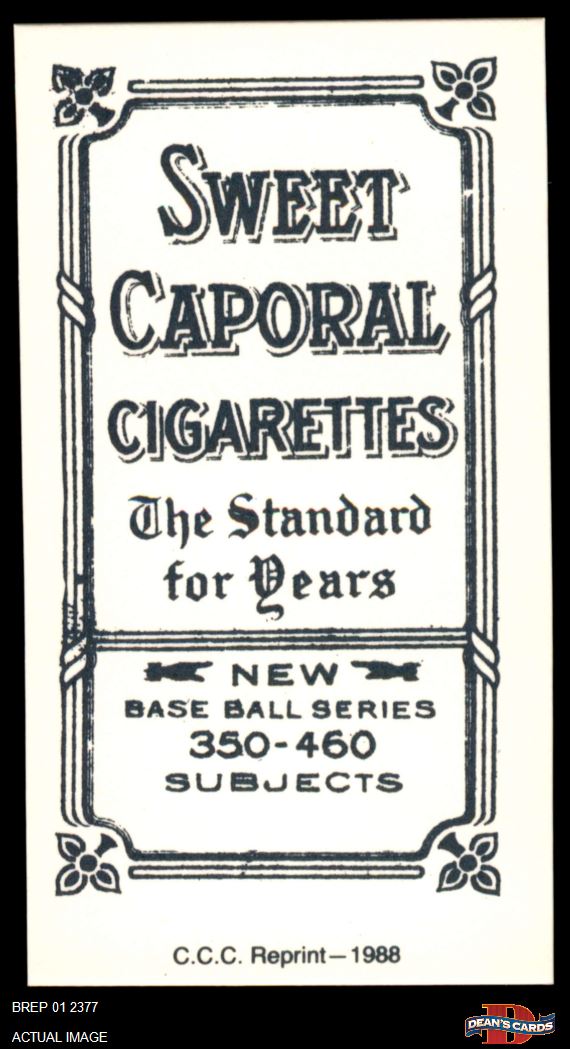 SWEET
CAPORAL
CIGARETTES
The Standard
for Years
NEW
BASE BALL SERIES
350-460
SUBJECTS
C.C.C. Reprint—1988
BREP 01 2377
ACTUAL IMAGE
D
DEAN'S CARDS